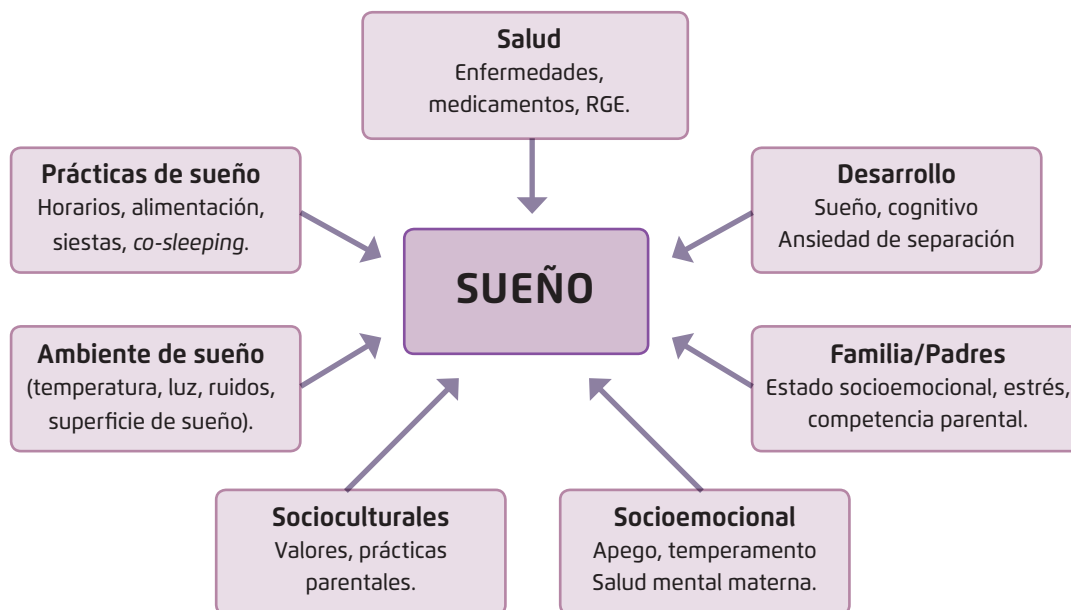 Salud
Enfermedades,
medicamentos, RGE.
Prácticas de sueño
Horarios, alimentación,
siestas, co-sleeping.
Desarrollo
Sueño, cognitivo
Ansiedad de separación
SUEÑO
Ambiente de sueño
(temperatura, luz, ruidos,
superficie de sueño).
Familia/Padres
Estado socioemocional, estrés,
competencia parental.
Socioculturales
Valores, prácticas
parentales.
Socioemocional
Apego, temperamento
Salud mental materna.